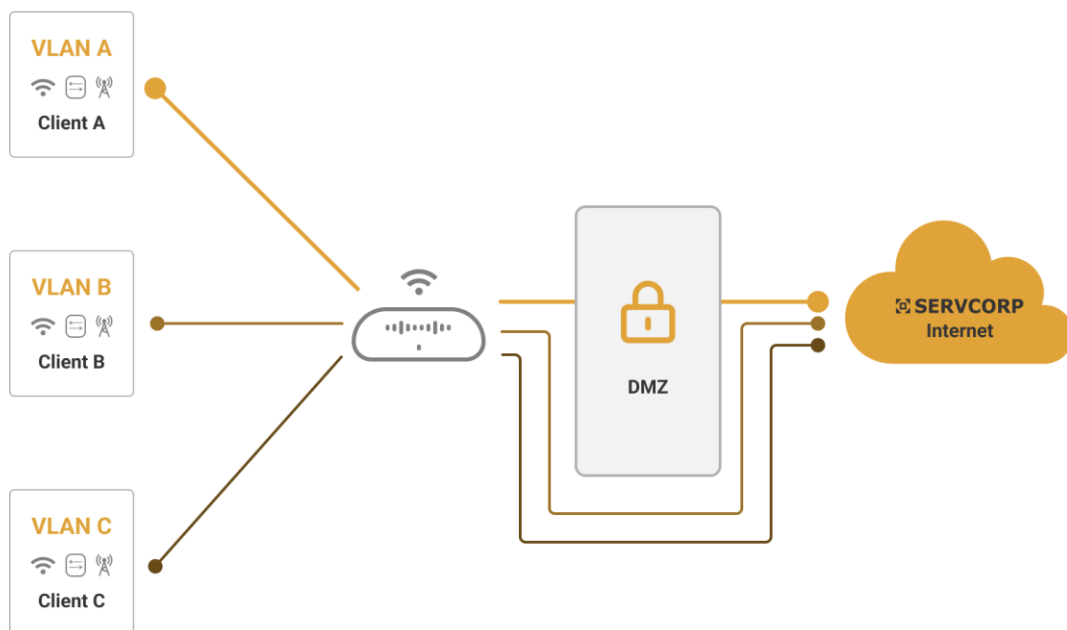 VLAN A
Client A
VLAN B
Client B
VLAN C
Client C
DMZ
SERVCORP
Internet